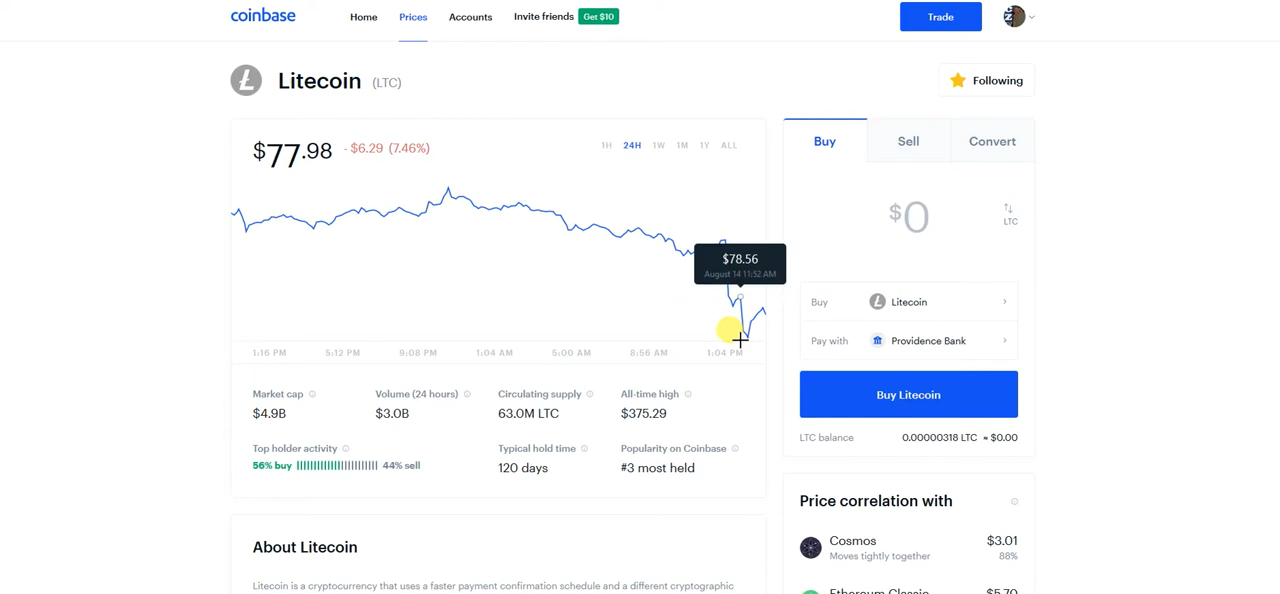 coinbase Home Prices Accounts Invite friends Get $10 Trade
Litecoin (LTC) Following
$77.98 - $6.29 (7.46%) 1H 24H 1W 1M 1Y ALL
$78.56
August 14 11:52 AM
1:16 PM 5:12 PM 9:08 PM 1:04 AM 5:00 AM 8:56 AM 1:04 PM
Market cap Volume (24 hours) Circulating supply All-time high
$4.9B $3.0B 63.0M LTC $375.29
Top holder activity Typical hold time Popularity on Coinbase
56% buy 44% sell 120 days #3 most held
About Litecoin
Litecoin is a cryptocurrency that uses a faster payment confirmation schedule and a different cryptographic
Buy Sell Convert
$0
LTC
Buy Litecoin
Pay with Providence Bank
Buy Litecoin
LTC balance 0.00000318 LTC ≈ $0.00
Price correlation with
Cosmos $3.01
Moves tightly together 88%
Ethereum Classic $5.70